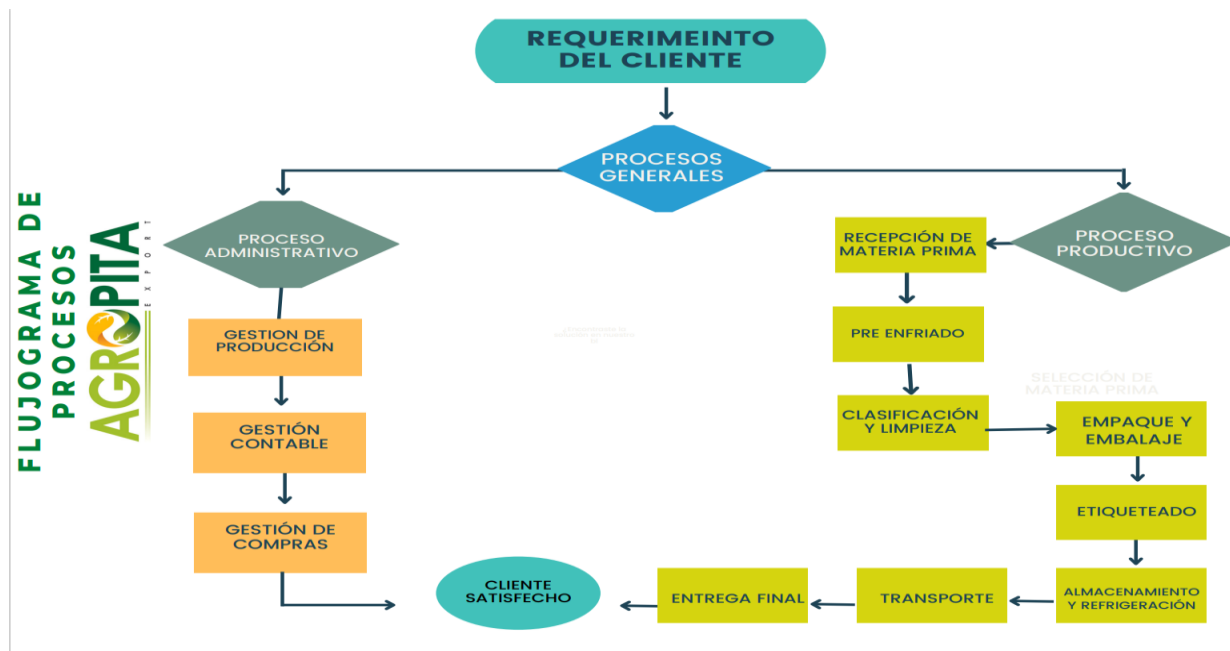 REQUERIMEINTO
DEL CLIENTE
PROCESOS
GENERALES
FLUJOGRAMA DE
PROCESOS
AGROPITA
EXPORT
PROCESO
ADMINISTRATIVO
GESTION DE
PRODUCCIÓN
GESTIÓN
CONTABLE
GESTIÓN DE
COMPRAS
PROCESO
PRODUCTIVO
RECEPCIÓN DE
MATERIA PRIMA
PRE ENFRIADO
CLASIFICACIÓN
Y LIMPIEZA
SELECCIÓN DE
MATERIA PRIMA
EMPAQUE Y
EMBALAJE
ETIQUETEADO
ALMACENAMIENTO
Y REFRIGERACIÓN
TRANSPORTE
ENTREGA FINAL
CLIENTE
SATISFECHO